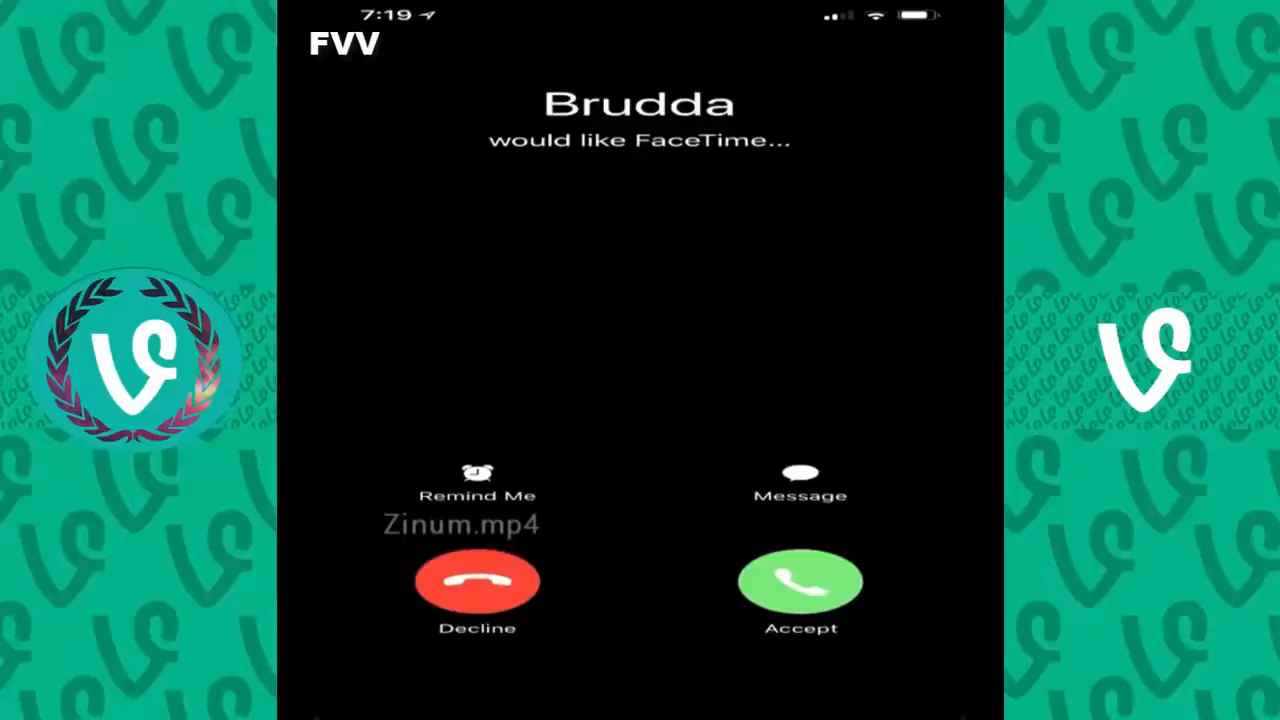 7:19
FVV
Brudda
would like FaceTime...
Remind Me
Message
Zinum.mp4
Decline
Accept